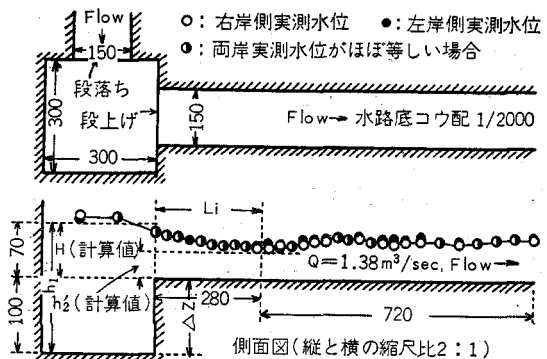 Flow ○：右岸側実測水位 ●：左岸側実測水位
150 ◑：両岸実測水位がほぼ等しい場合
段落ち
段上げ
300
300
150
Flow→ 水路底コウ配 1/2000
Li
70
H(計算値)
h₁
h₂′(計算値)
100
Q=1.38m³/sec, Flow→
280
ΔZ₁
720
側面図(縦と横の縮尺比2：1)